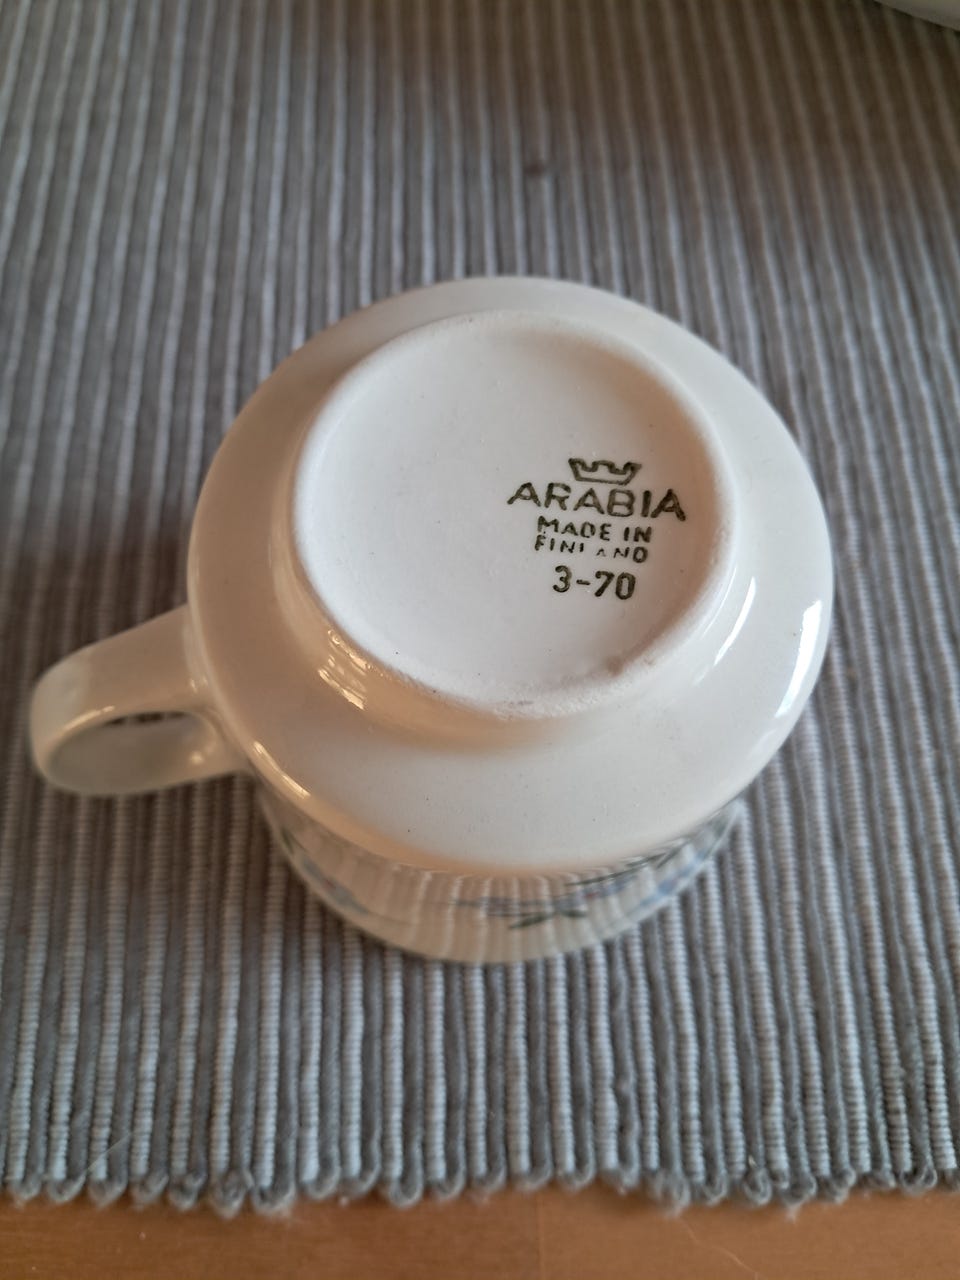 ARABIA
MADE IN
FINLAND
3-70